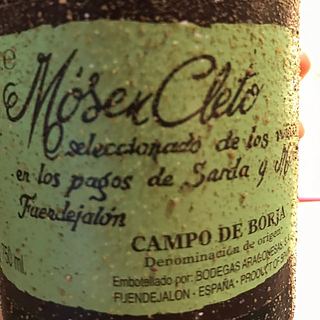 Mósen Cleto
seleccionado de los
en los pagos de Sarda y
Fuendejalón
CAMPO DE BORJA
Denominación de origen
50 ml.
Embotellado por: BODEGAS ARAGONESAS, S
FUENDEJALON - ESPAÑA - PRODUCT OF